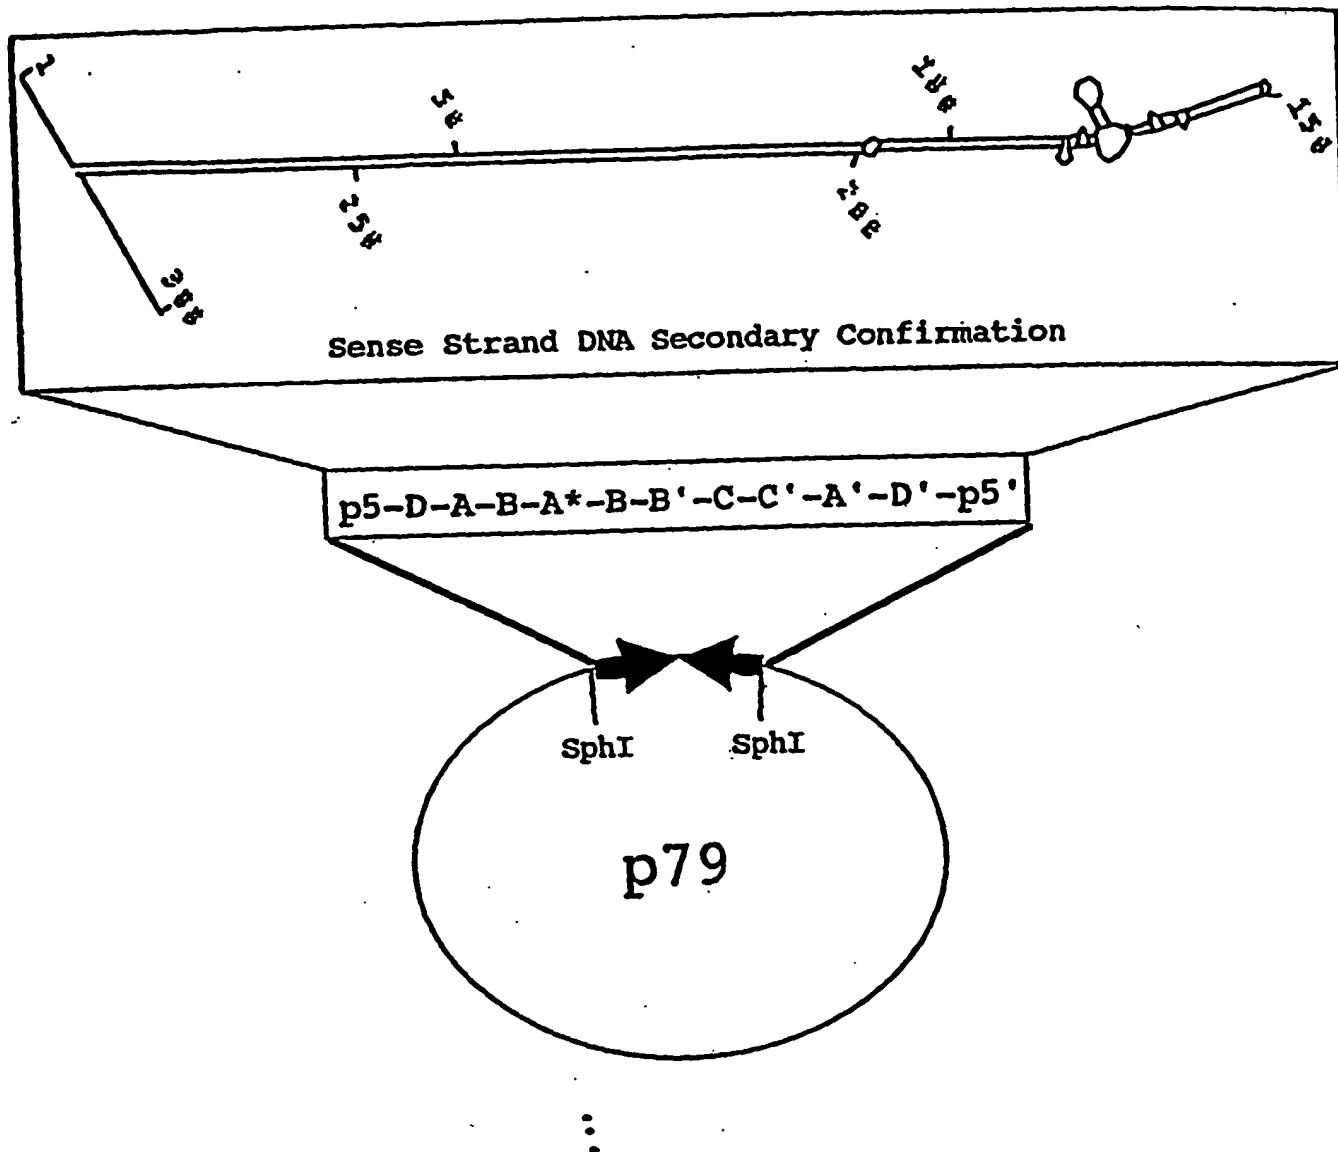 1
50
100
150
250
200
300
Sense Strand DNA Secondary Confirmation
p5-D-A-B-A*-B-B'-C-C'-A'-D'-p5'
SphI
SphI
p79